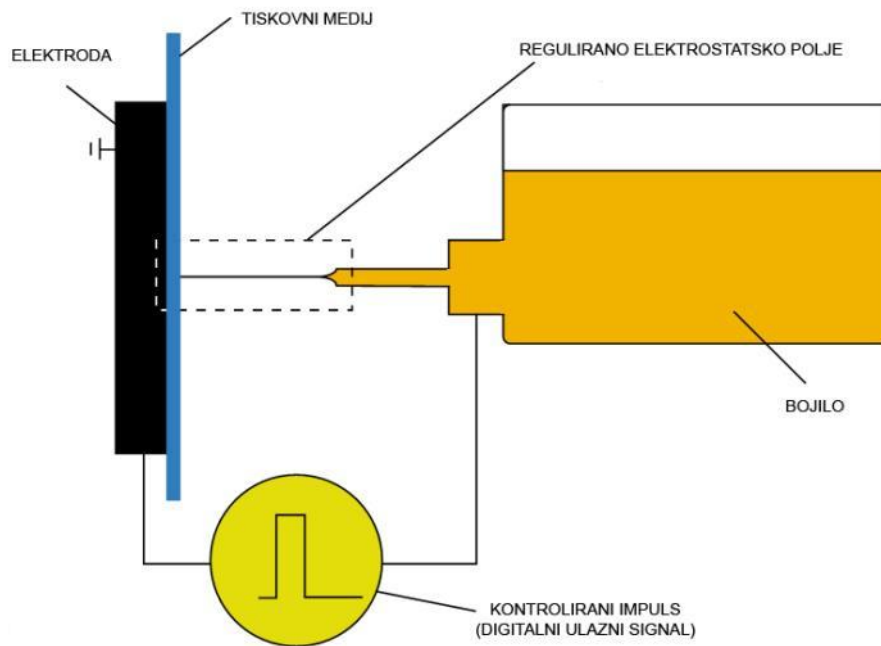 TISKOVNI MEDIJ
ELEKTRODA
REGULIRANO ELEKTROSTATSKO POLJE
BOJILO
KONTROLIRANI IMPULS
(DIGITALNI ULAZNI SIGNAL)